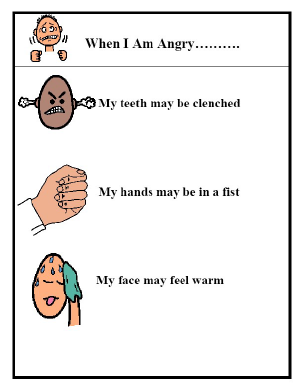 When I Am Angry……….
My teeth may be clenched
My hands may be in a fist
My face may feel warm